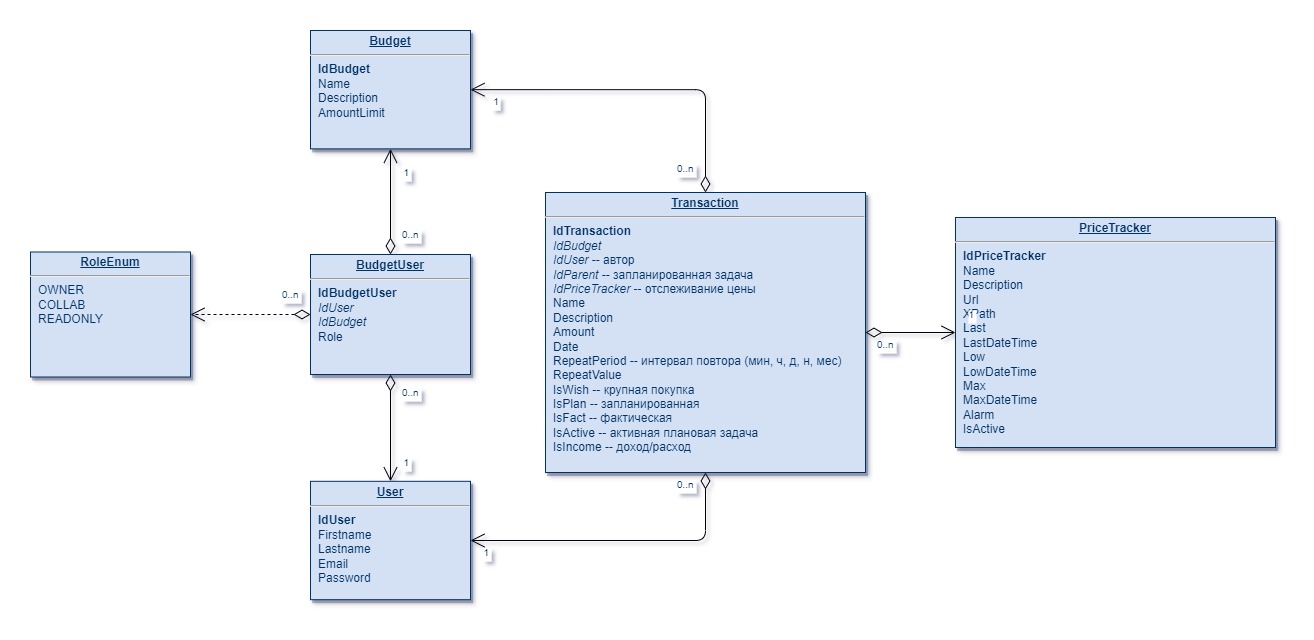 Budget
IdBudget
Name
Description
AmountLimit
1
1
0..n
0..n
RoleEnum
OWNER
COLLAB
READONLY
0..n
BudgetUser
IdBudgetUser
IdUser
IdBudget
Role
0..n
1
User
IdUser
Firstname
Lastname
Email
Password
Transaction
IdTransaction
IdBudget
IdUser -- автор
IdParent -- запланированная задача
IdPriceTracker -- отслеживание цены
Name
Description
Amount
Date
RepeatPeriod -- интервал повтора (мин, ч, д, н, мес)
RepeatValue
IsWish -- крупная покупка
IsPlan -- запланированная
IsFact -- фактическая
IsActive -- активная плановая задача
IsIncome -- доход/расход
0..n
1
0..n
PriceTracker
IdPriceTracker
Name
Description
Url
XPath
1
Last
LastDateTime
Low
LowDateTime
Max
MaxDateTime
Alarm
IsActive